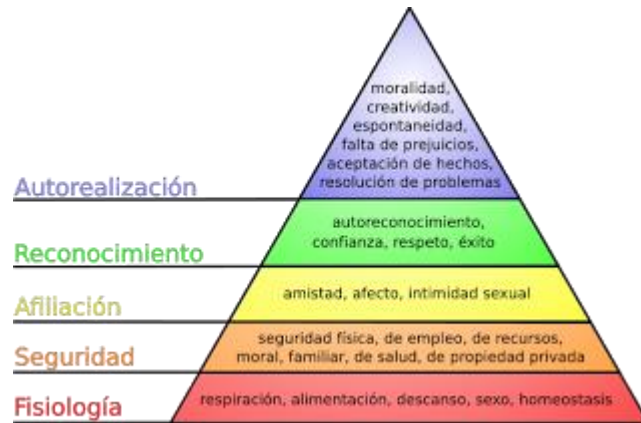 moralidad,
creatividad,
espontaneidad,
falta de prejuicios,
aceptación de hechos,
resolución de problemas
Autorealización
autoreconocimiento,
confianza, respeto, éxito
Reconocimiento
amistad, afecto, intimidad sexual
Afiliación
seguridad física, de empleo, de recursos,
moral, familiar, de salud, de propiedad privada
Seguridad
respiración, alimentación, descanso, sexo, homeostasis
Fisiología